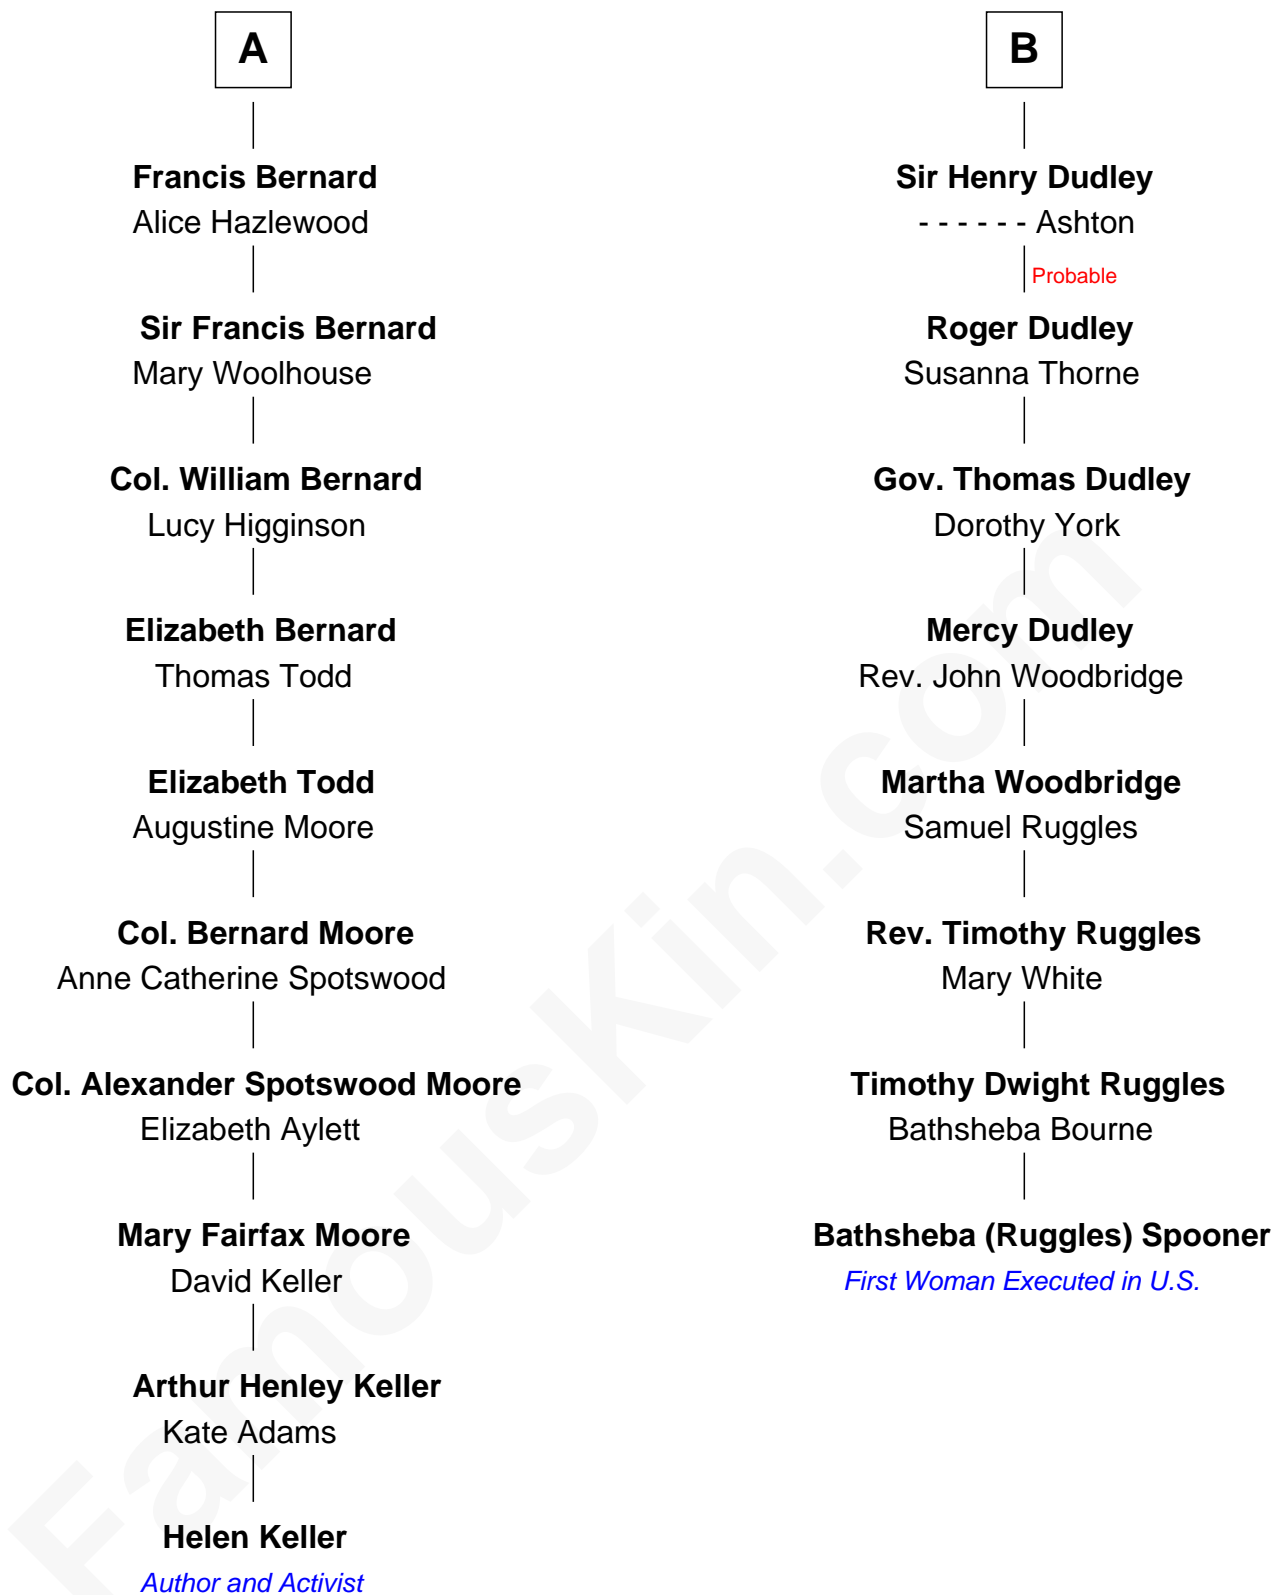 A
Francis Bernard
Alice Hazlewood
Sir Francis Bernard
Mary Woolhouse
Col. William Bernard
Lucy Higginson
Elizabeth Bernard
Thomas Todd
Elizabeth Todd
Augustine Moore
Col. Bernard Moore
Anne Catherine Spotswood
Col. Alexander Spotswood Moore
Elizabeth Aylett
Mary Fairfax Moore
David Keller
Arthur Henley Keller
Kate Adams
Helen Keller
Author and Activist
B
Sir Henry Dudley
- - - - - - Ashton
Probable
Roger Dudley
Susanna Thorne
Gov. Thomas Dudley
Dorothy York
Mercy Dudley
Rev. John Woodbridge
Martha Woodbridge
Samuel Ruggles
Rev. Timothy Ruggles
Mary White
Timothy Dwight Ruggles
Bathsheba Bourne
Bathsheba (Ruggles) Spooner
First Woman Executed in U.S.
FamousKin.com